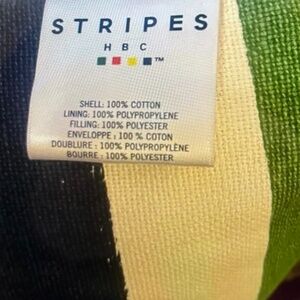 STRIPES
HBC
™
SHELL: 100% COTTON
LINING: 100% POLYPROPYLENE
FILLING: 100% POLYESTER
ENVELOPPE : 100 % COTON
DOUBLURE : 100% POLYPROPYLÈNE
BOURRE : 100% POLYESTER